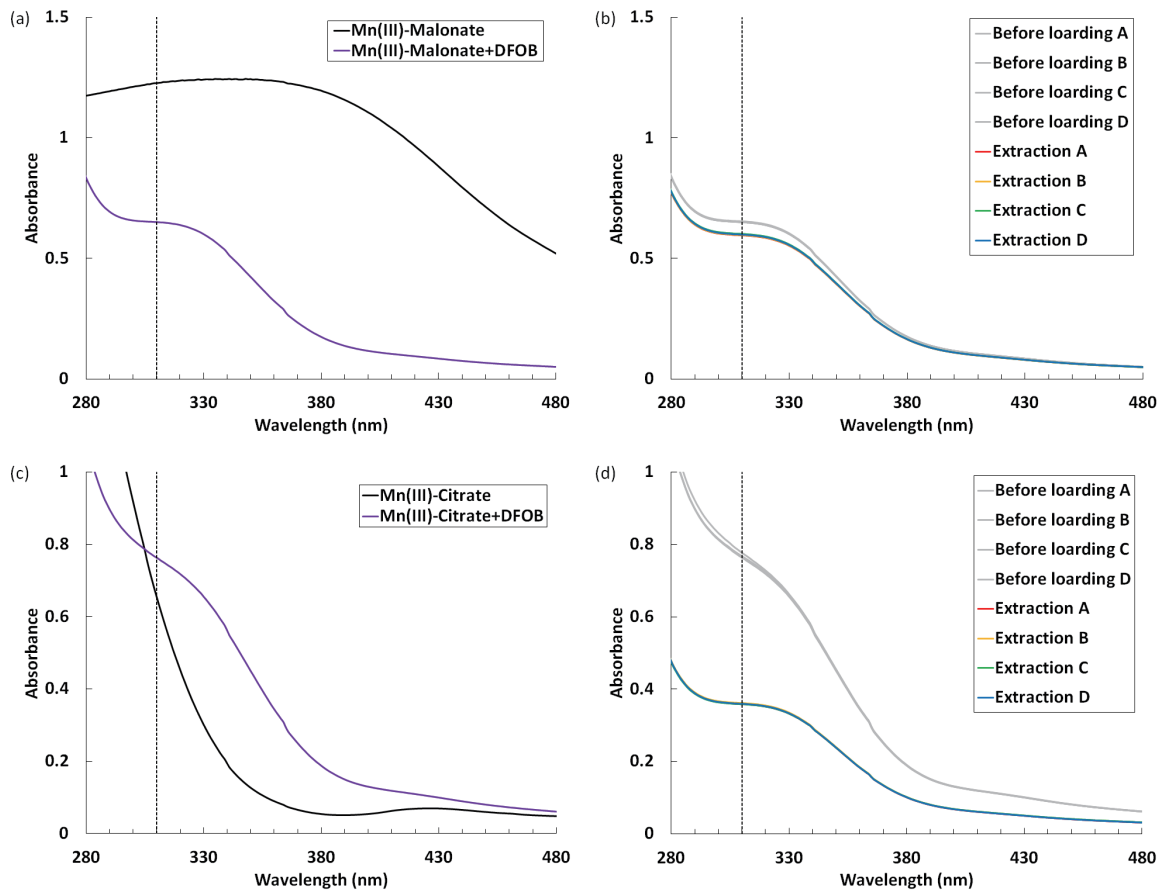 (a)
1.5
1
0.5
0
Absorbance
280
330
380
430
480
Wavelength (nm)
Mn(III)-Malonate
Mn(III)-Malonate+DFOB
(b)
1.5
1
0.5
0
Absorbance
280
330
380
430
480
Wavelength (nm)
Before loarding A
Before loarding B
Before loarding C
Before loarding D
Extraction A
Extraction B
Extraction C
Extraction D
(c)
1
0.8
0.6
0.4
0.2
0
Absorbance
280
330
380
430
480
Wavelength (nm)
Mn(III)-Citrate
Mn(III)-Citrate+DFOB
(d)
1
0.8
0.6
0.4
0.2
0
Absorbance
280
330
380
430
480
Wavelength (nm)
Before loarding A
Before loarding B
Before loarding C
Before loarding D
Extraction A
Extraction B
Extraction C
Extraction D